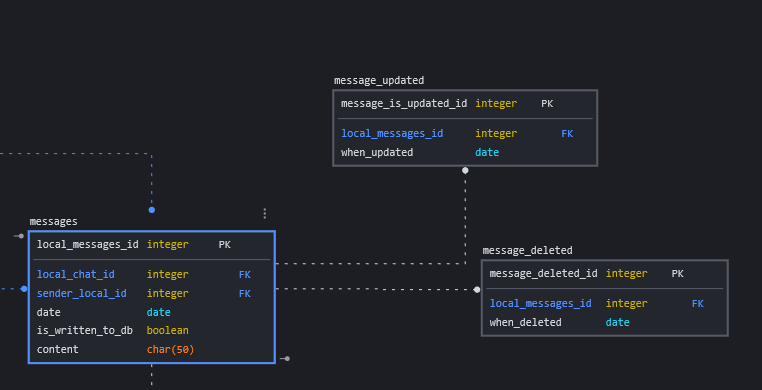 message_updated
message_is_updated_id integer PK
local_messages_id integer FK
when_updated date
messages
local_messages_id integer PK
local_chat_id integer FK
sender_local_id integer FK
date date
is_written_to_db boolean
content char(50)
message_deleted
message_deleted_id integer PK
local_messages_id integer FK
when_deleted date